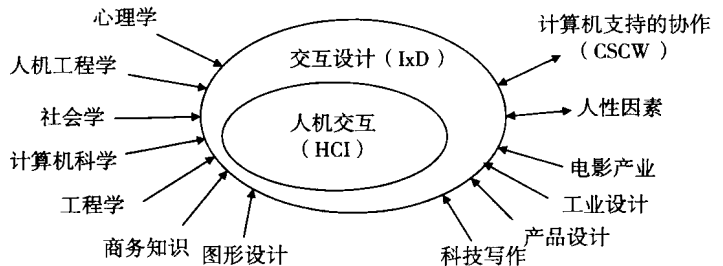 心理学
人机工程学
社会学
计算机科学
工程学
商务知识
图形设计
交互设计（IxD）
人机交互
（HCI）
计算机支持的协作
（CSCW）
人性因素
电影产业
工业设计
产品设计
科技写作